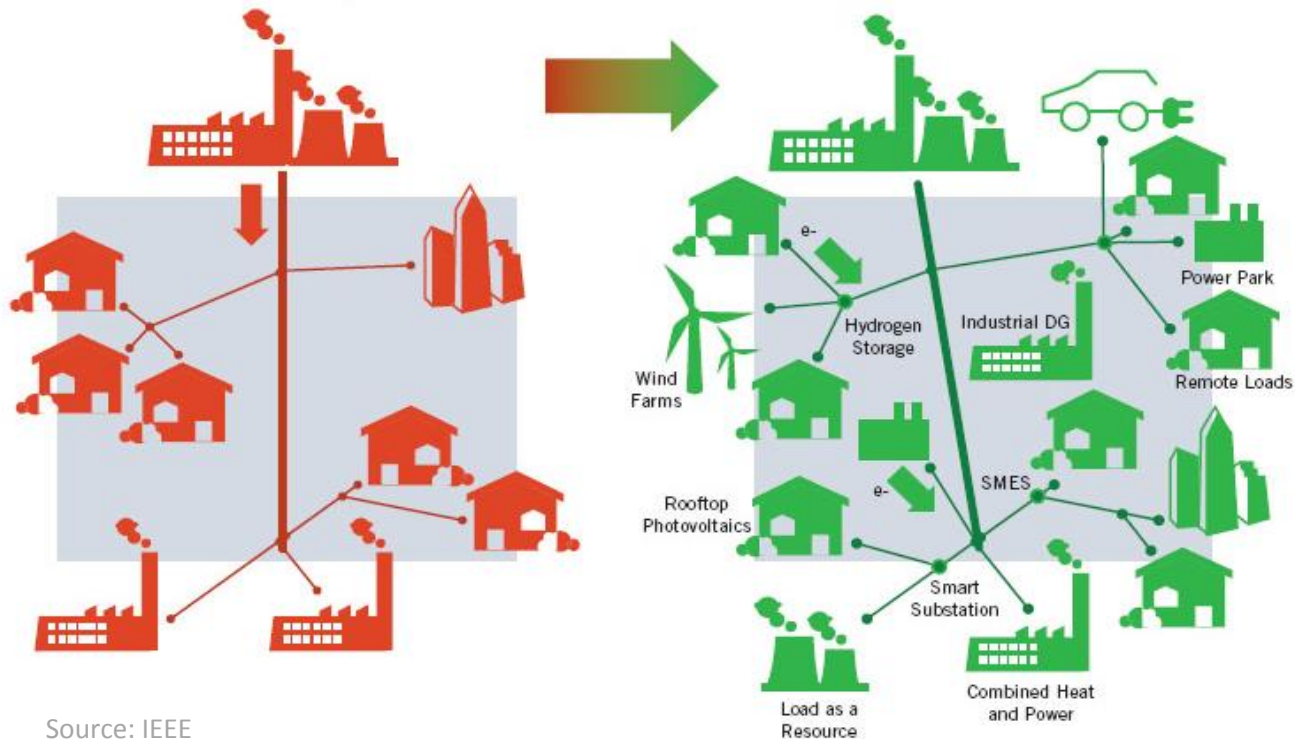 e-
Power Park
Hydrogen
Storage
Industrial DG
Wind
Farms
Remote Loads
Rooftop
Photovoltaics
e-
SMES
Smart
Substation
Load as a
Resource
Combined Heat
and Power
Source: IEEE